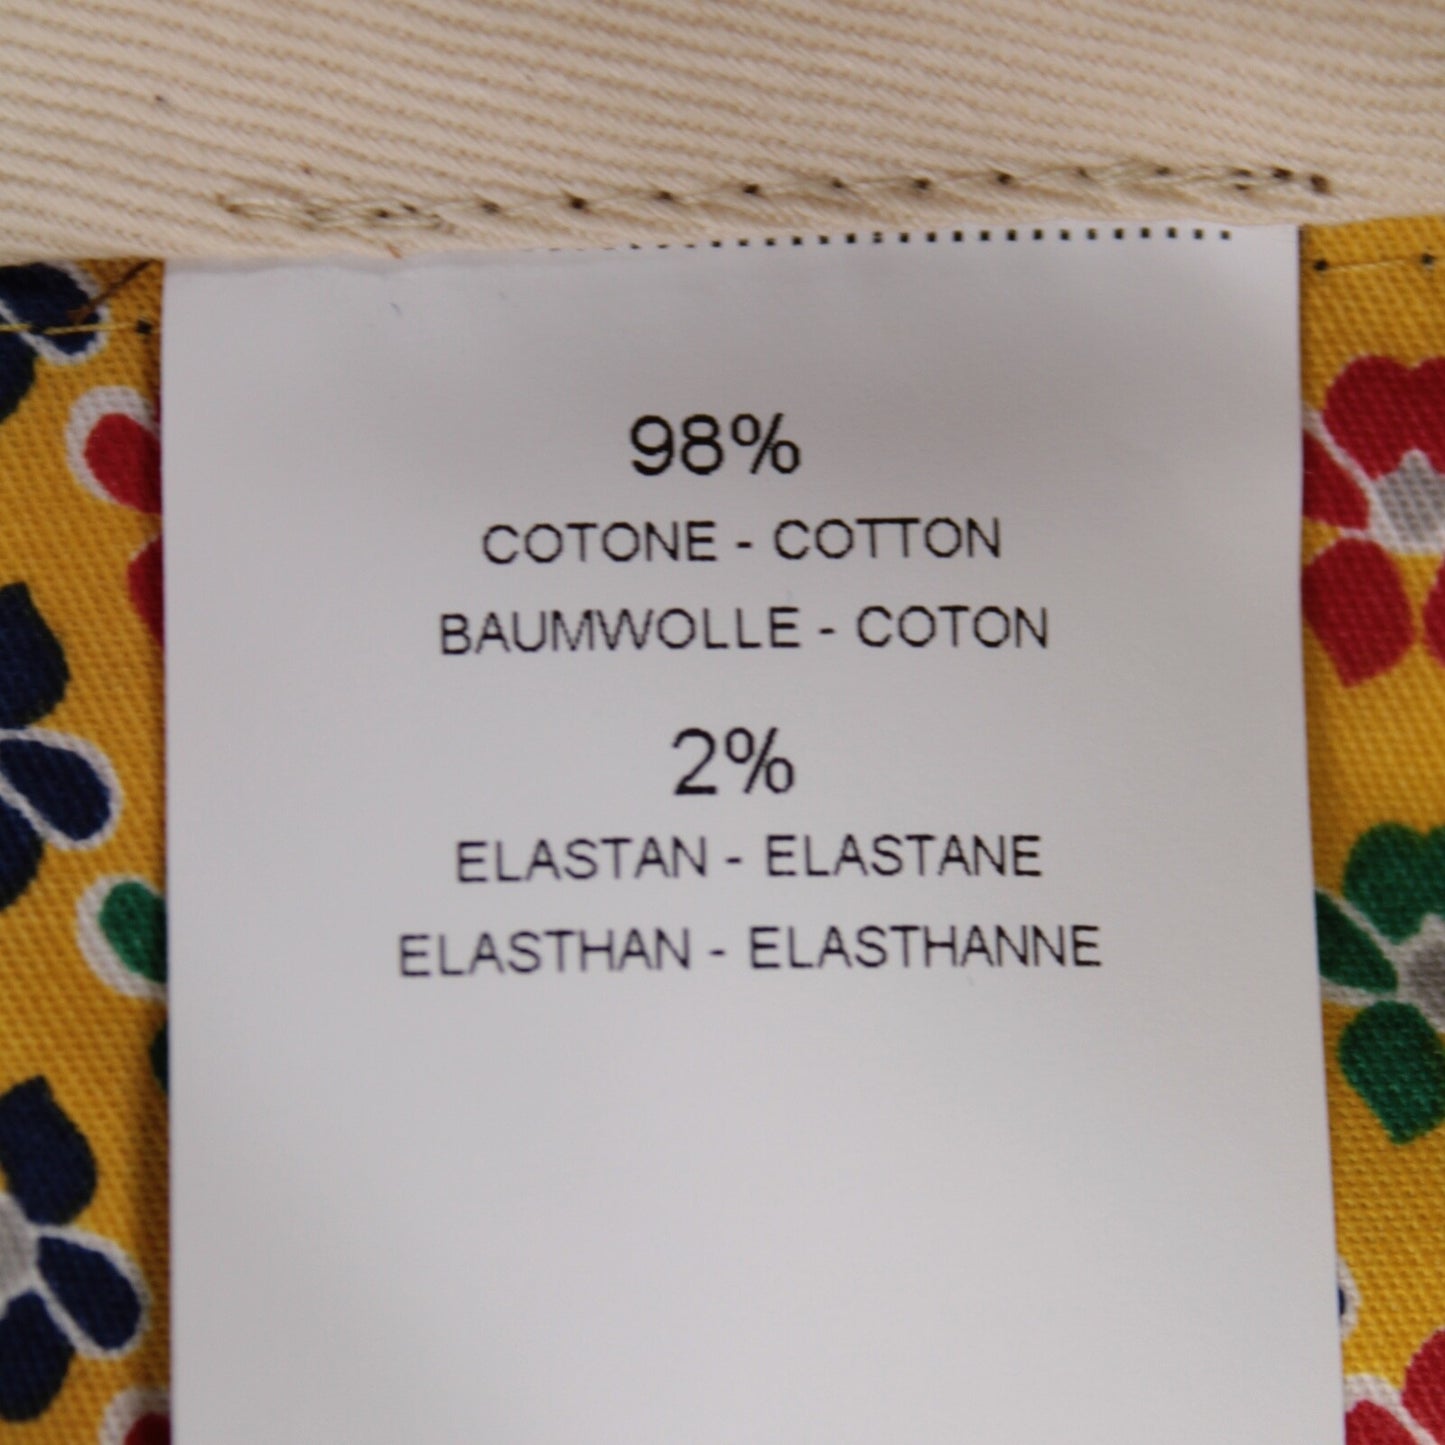 98%
COTONE - COTTON
BAUMWOLLE - COTON
2%
ELASTAN - ELASTANE
ELASTHAN - ELASTHANNE